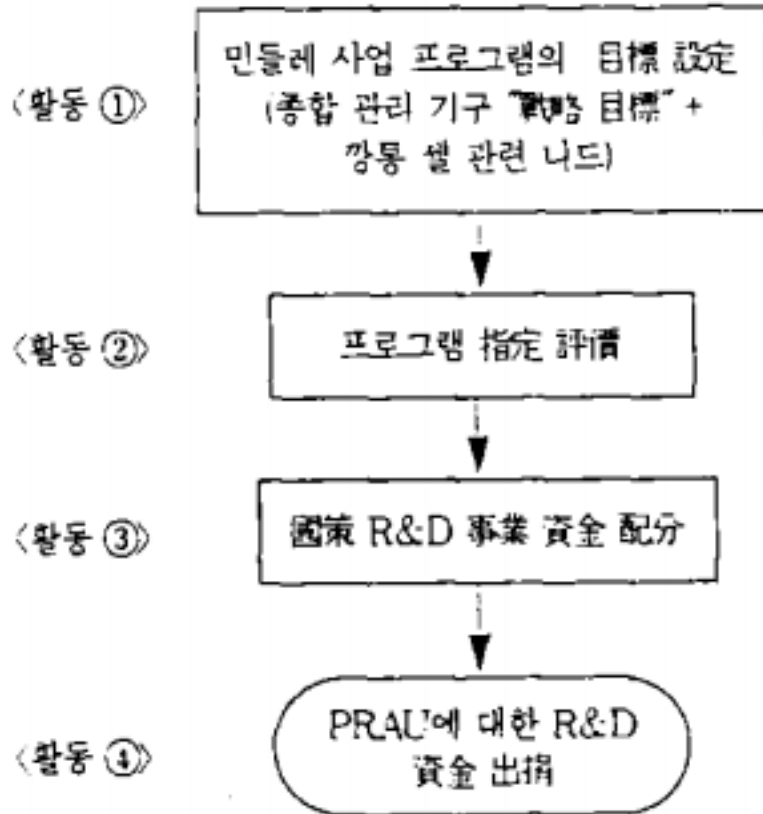 민들레 사업 프로그램의 目標 設定
〈활동 ①〉
(종합 관리 기구 "戰略 目標" +
깡통 셀 관련 니드)
〈활동 ②〉
프로그램 指定 評價
〈활동 ③〉
國策 R&D 事業 資金 配分
PRAU에 대한 R&D
〈활동 ④〉
資金 出捐